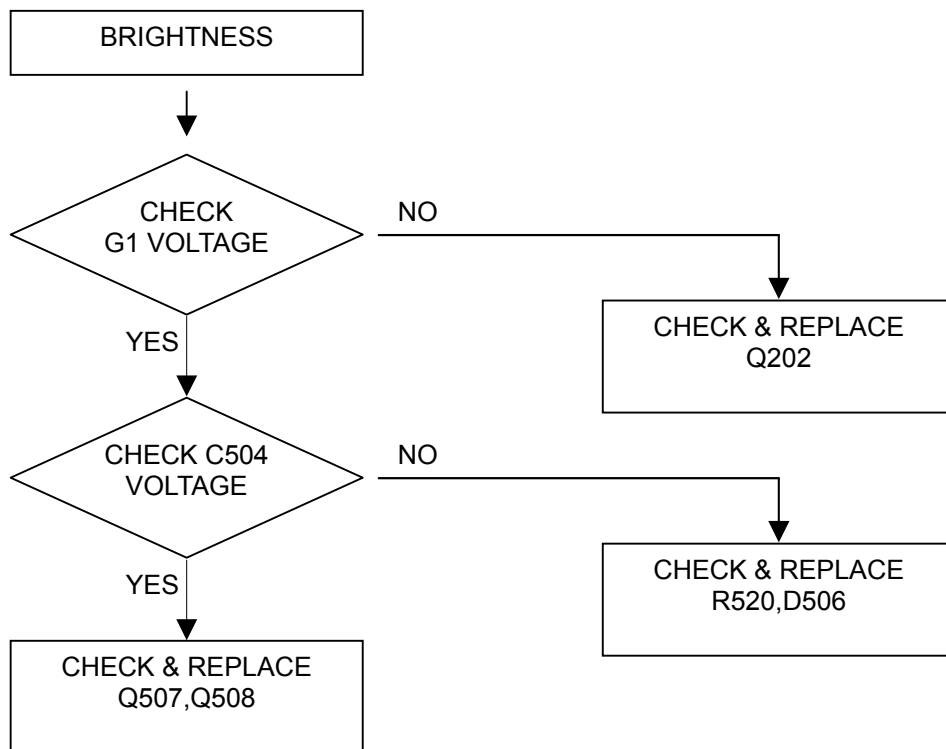 BRIGHTNESS
CHECK
G1 VOLTAGE
NO
CHECK & REPLACE
Q202
YES
CHECK C504
VOLTAGE
NO
CHECK & REPLACE
R520,D506
YES
CHECK & REPLACE
Q507,Q508